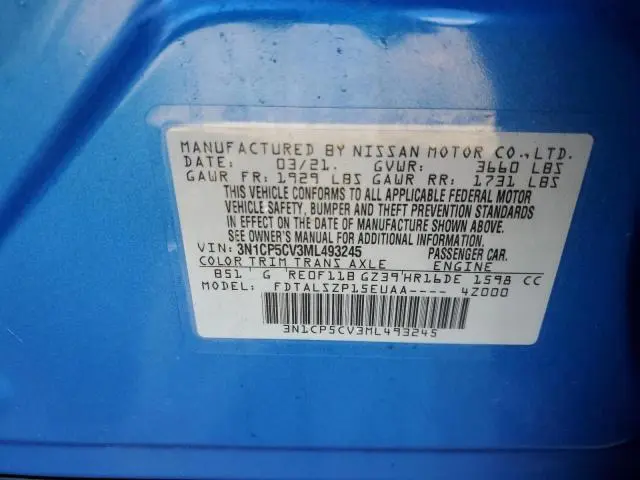 MANUFACTURED BY NISSAN MOTOR CO.,LTD.
DATE: 03/21. GVWR: 3660 LBS
GAWR FR: 1929 LBS GAWR RR: 1731 LBS
THIS VEHICLE CONFORMS TO ALL APPLICABLE FEDERAL MOTOR
VEHICLE SAFETY, BUMPER AND THEFT PREVENTION STANDARDS
IN EFFECT ON THE DATE OF MANUFACTURE SHOWN ABOVE.
SEE OWNER'S MANUAL FOR ADDITIONAL INFORMATION.
VIN: 3N1CP5CV3ML493245 PASSENGER CAR.
COLOR TRIM TRANS AXLE ENGINE
B51' G RE0F11B GZ39'HR16DE 1598 CC
MODEL: FDTALSZP15EUAA---- 4Z000
3N1CP5CV3ML493245